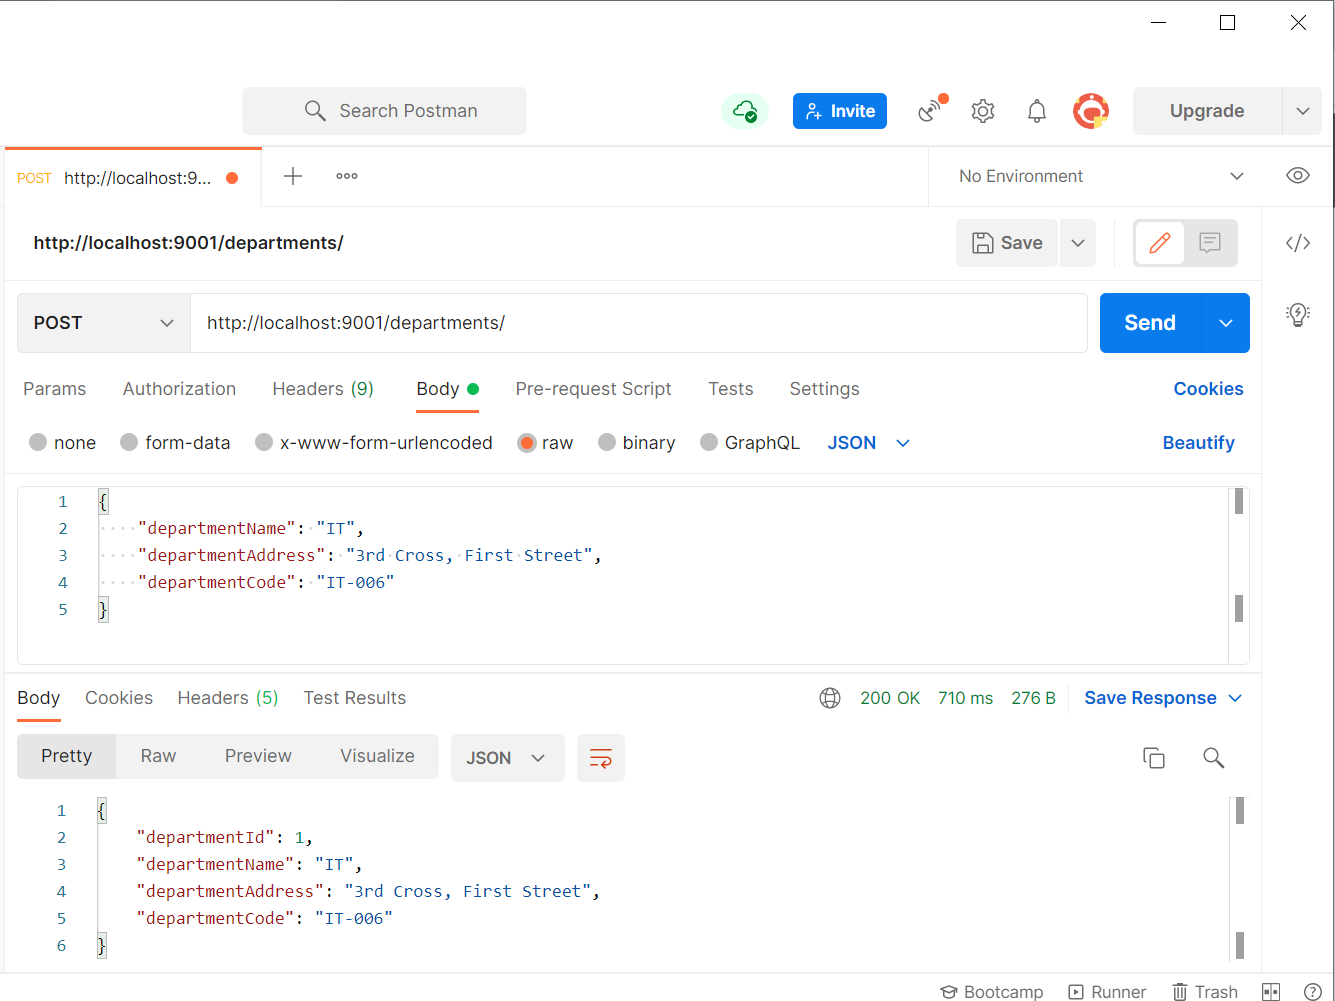 Search Postman
Invite
Upgrade
POST http://localhost:9...
No Environment
http://localhost:9001/departments/
Save
POST http://localhost:9001/departments/
Send
Params Authorization Headers (9) Body Pre-request Script Tests Settings Cookies
none form-data x-www-form-urlencoded raw binary GraphQL JSON Beautify
1 {
2 "departmentName": "IT",
3 "departmentAddress": "3rd Cross, First Street",
4 "departmentCode": "IT-006"
5 }
Body Cookies Headers (5) Test Results 200 OK 710 ms 276 B Save Response
Pretty Raw Preview Visualize JSON
1 {
2 "departmentId": 1,
3 "departmentName": "IT",
4 "departmentAddress": "3rd Cross, First Street",
5 "departmentCode": "IT-006"
6 }
Bootcamp Runner Trash